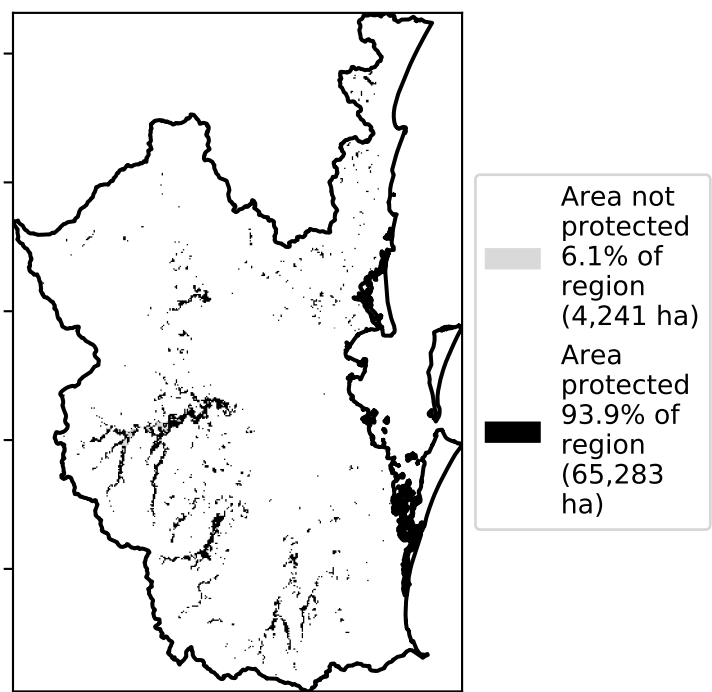 Area not
protected
6.1% of
region
(4,241 ha)
Area
protected
93.9% of
region
(65,283
ha)